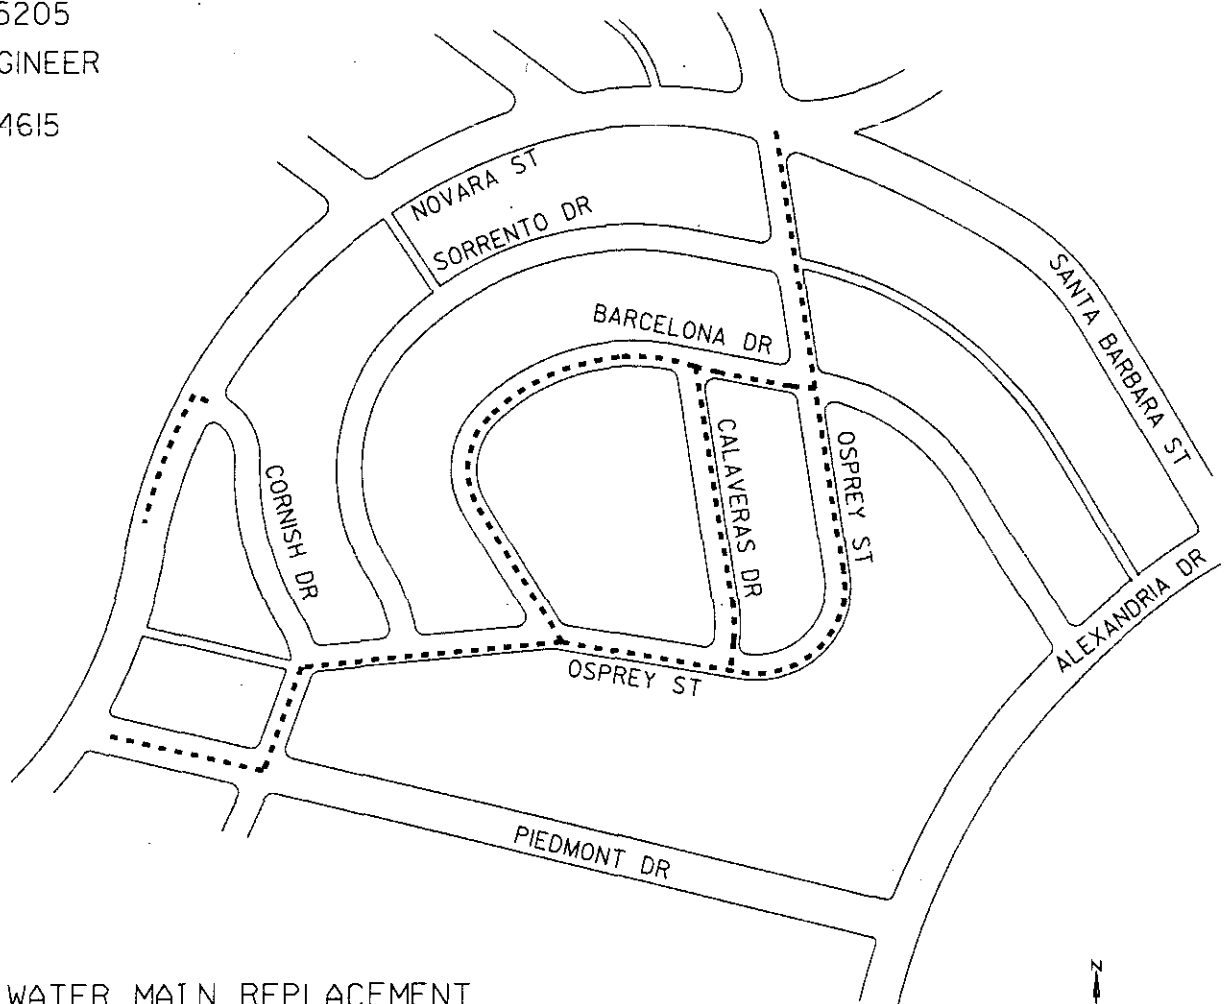 6205
GINEER
4615
NOVARA ST
SORRENTO DR
BARCELONA DR
SANTA BARBARA ST
CALAVERAS DR
OSPREY ST
CORNISH DR
ALEXANDRIA DR
OSPREY ST
PIEDMONT DR
WATER MAIN REPLACEMENT
N